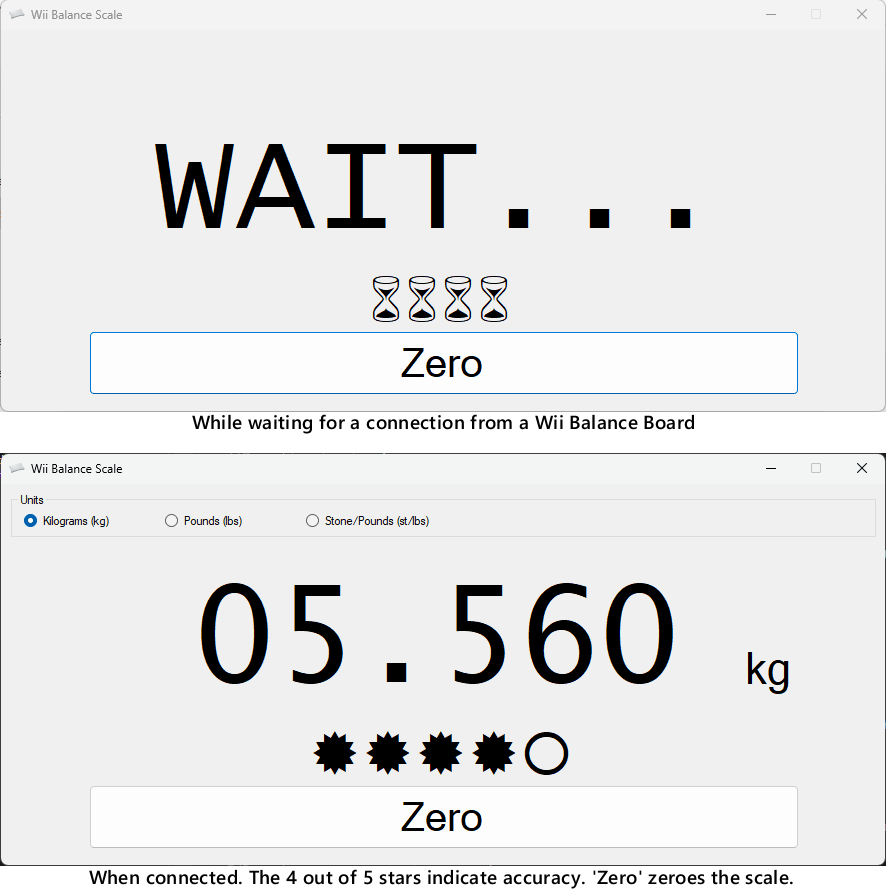 Wii Balance Scale
WAIT...
⌛⌛⌛⌛
Zero
While waiting for a connection from a Wii Balance Board
Wii Balance Scale
Units
Kilograms (kg) Pounds (lbs) Stone/Pounds (st/lbs)
05.560 kg
Zero
When connected. The 4 out of 5 stars indicate accuracy. 'Zero' zeroes the scale.